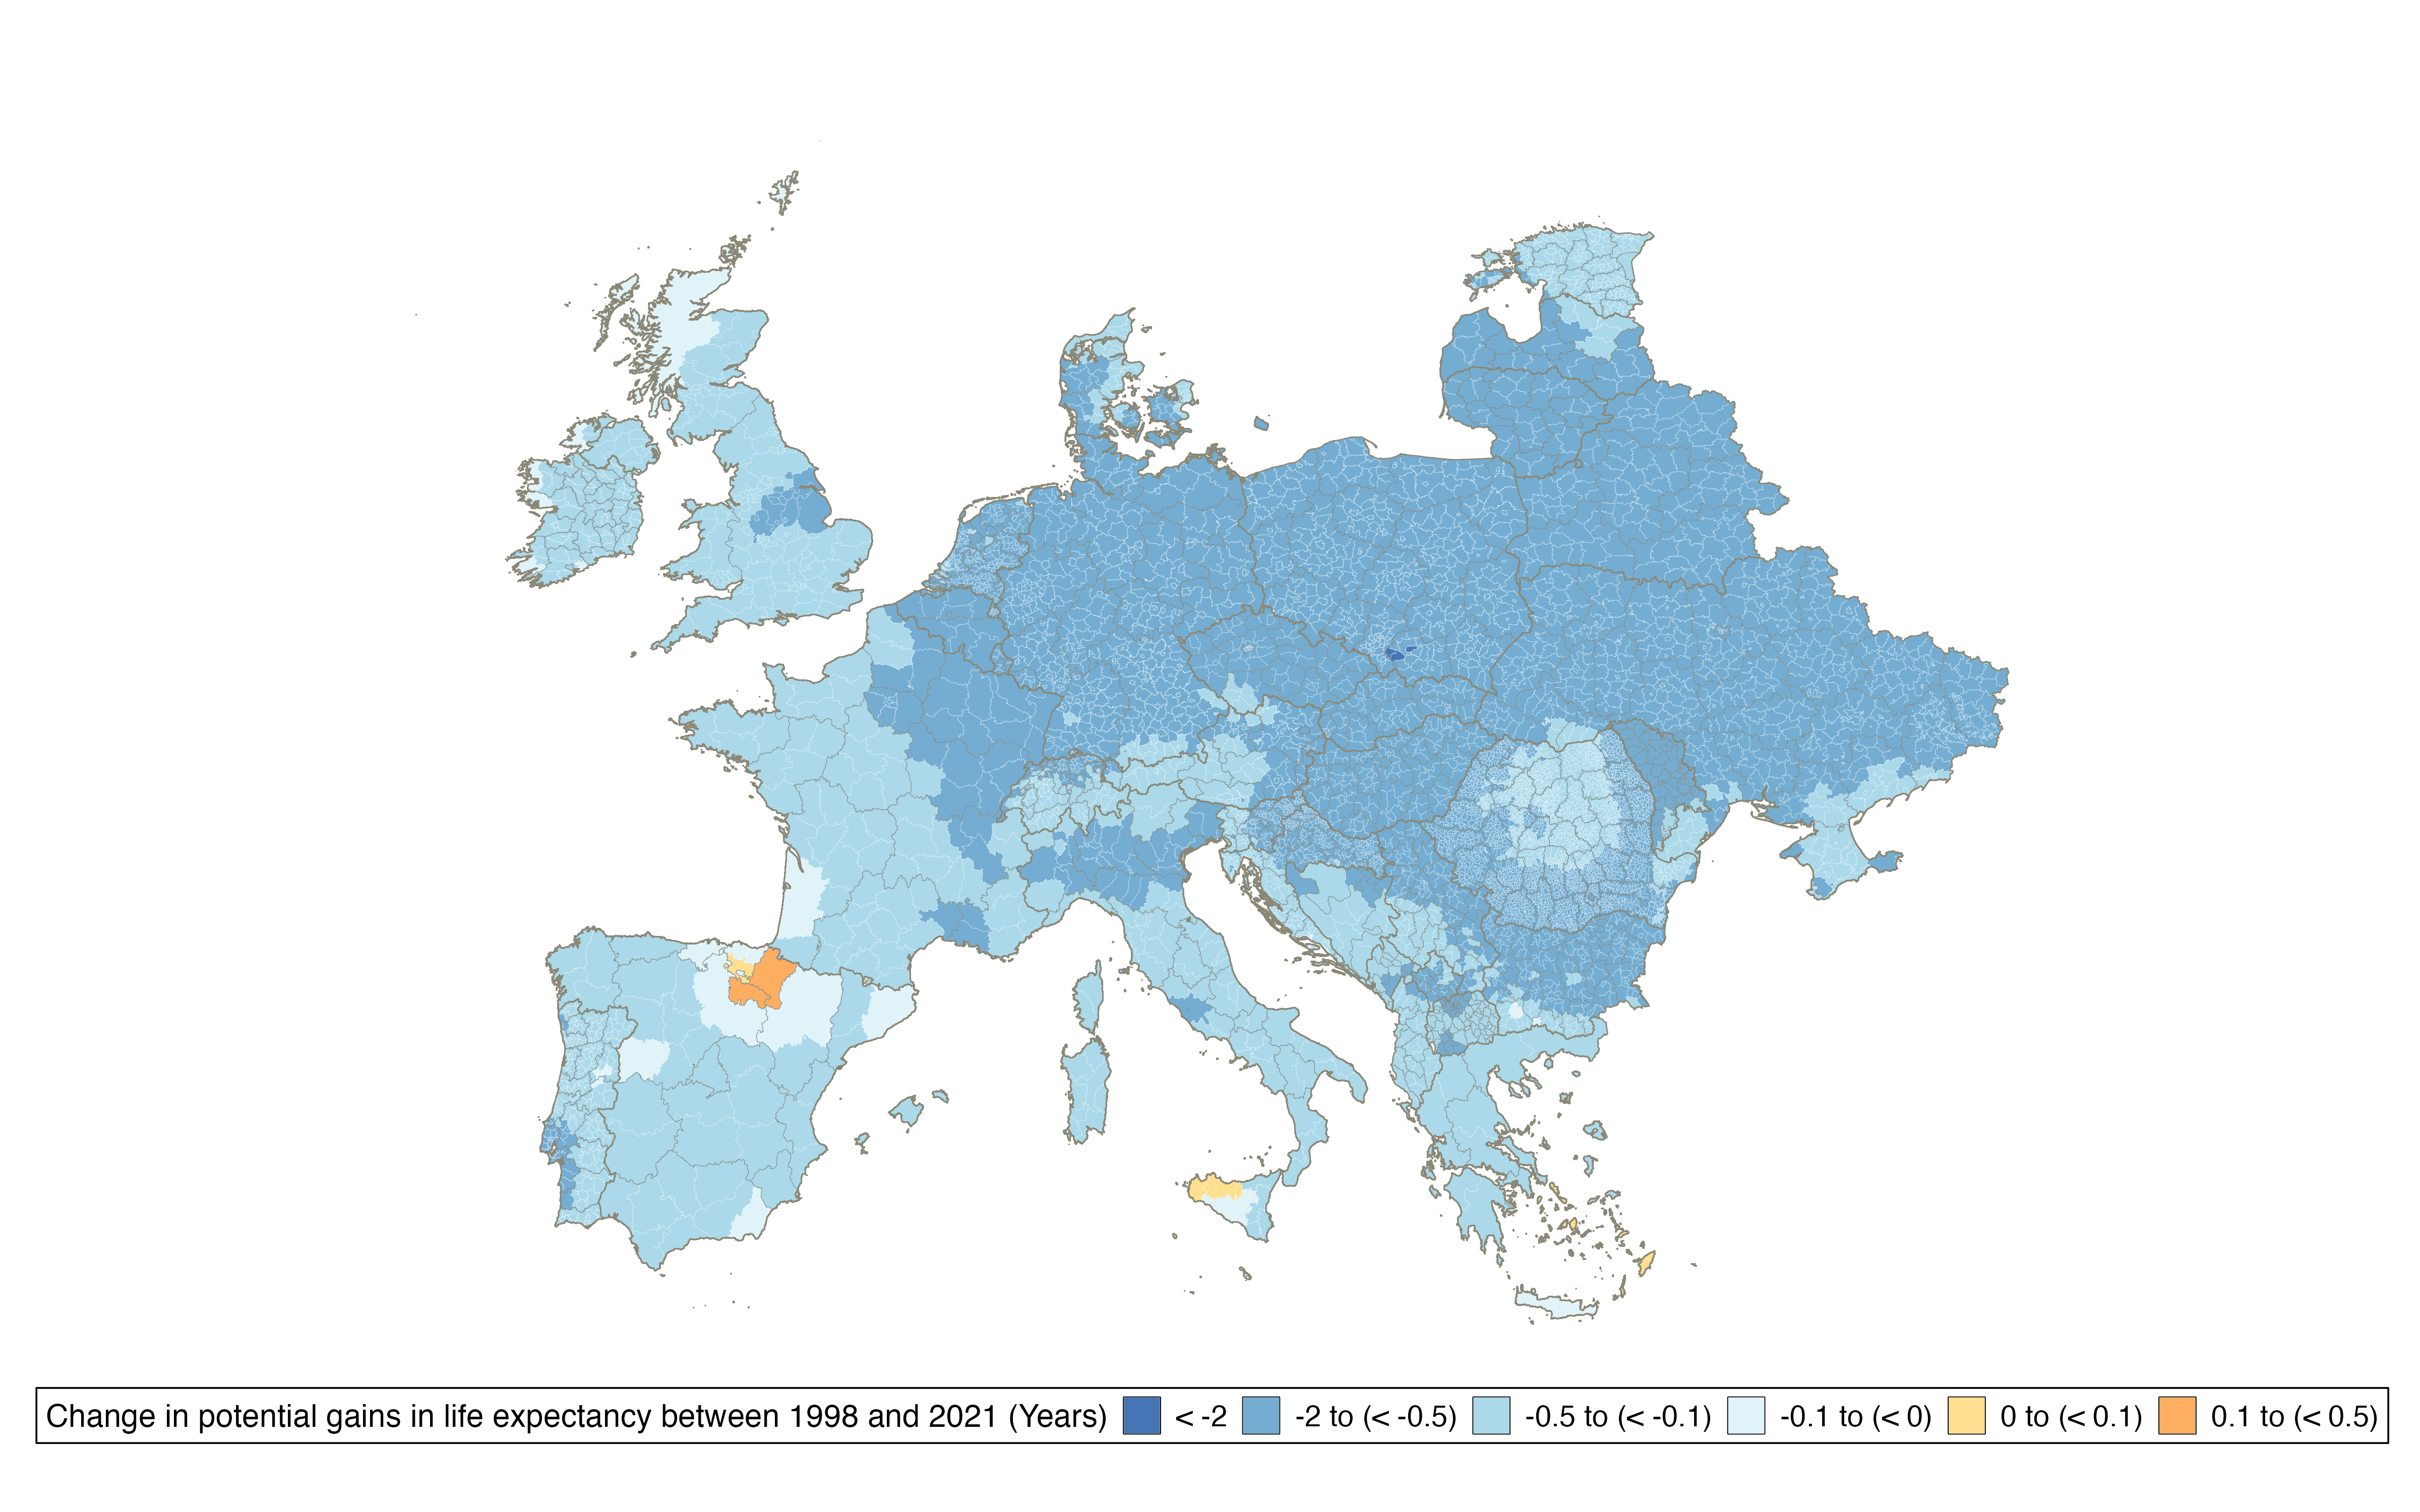 Change in potential gains in life expectancy between 1998 and 2021 (Years) < -2 -2 to (< -0.5) -0.5 to (< -0.1) -0.1 to (< 0) 0 to (< 0.1) 0.1 to (< 0.5)